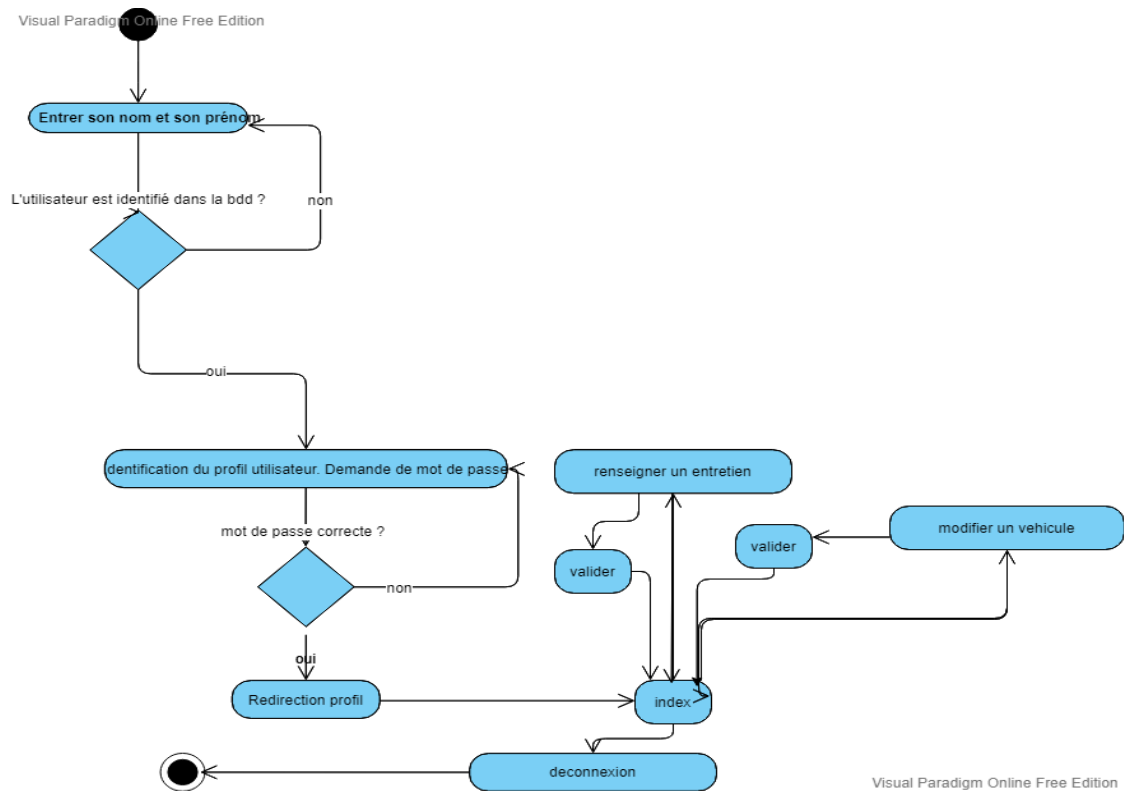 Visual Paradigm Online Free Edition
Entrer son nom et son prénom
L'utilisateur est identifié dans la bdd ?
non
oui
dentification du profil utilisateur. Demande de mot de passe
renseigner un entretien
modifier un vehicule
mot de passe correcte ?
valider
valider
non
oui
Redirection profil
index
deconnexion
Visual Paradigm Online Free Edition